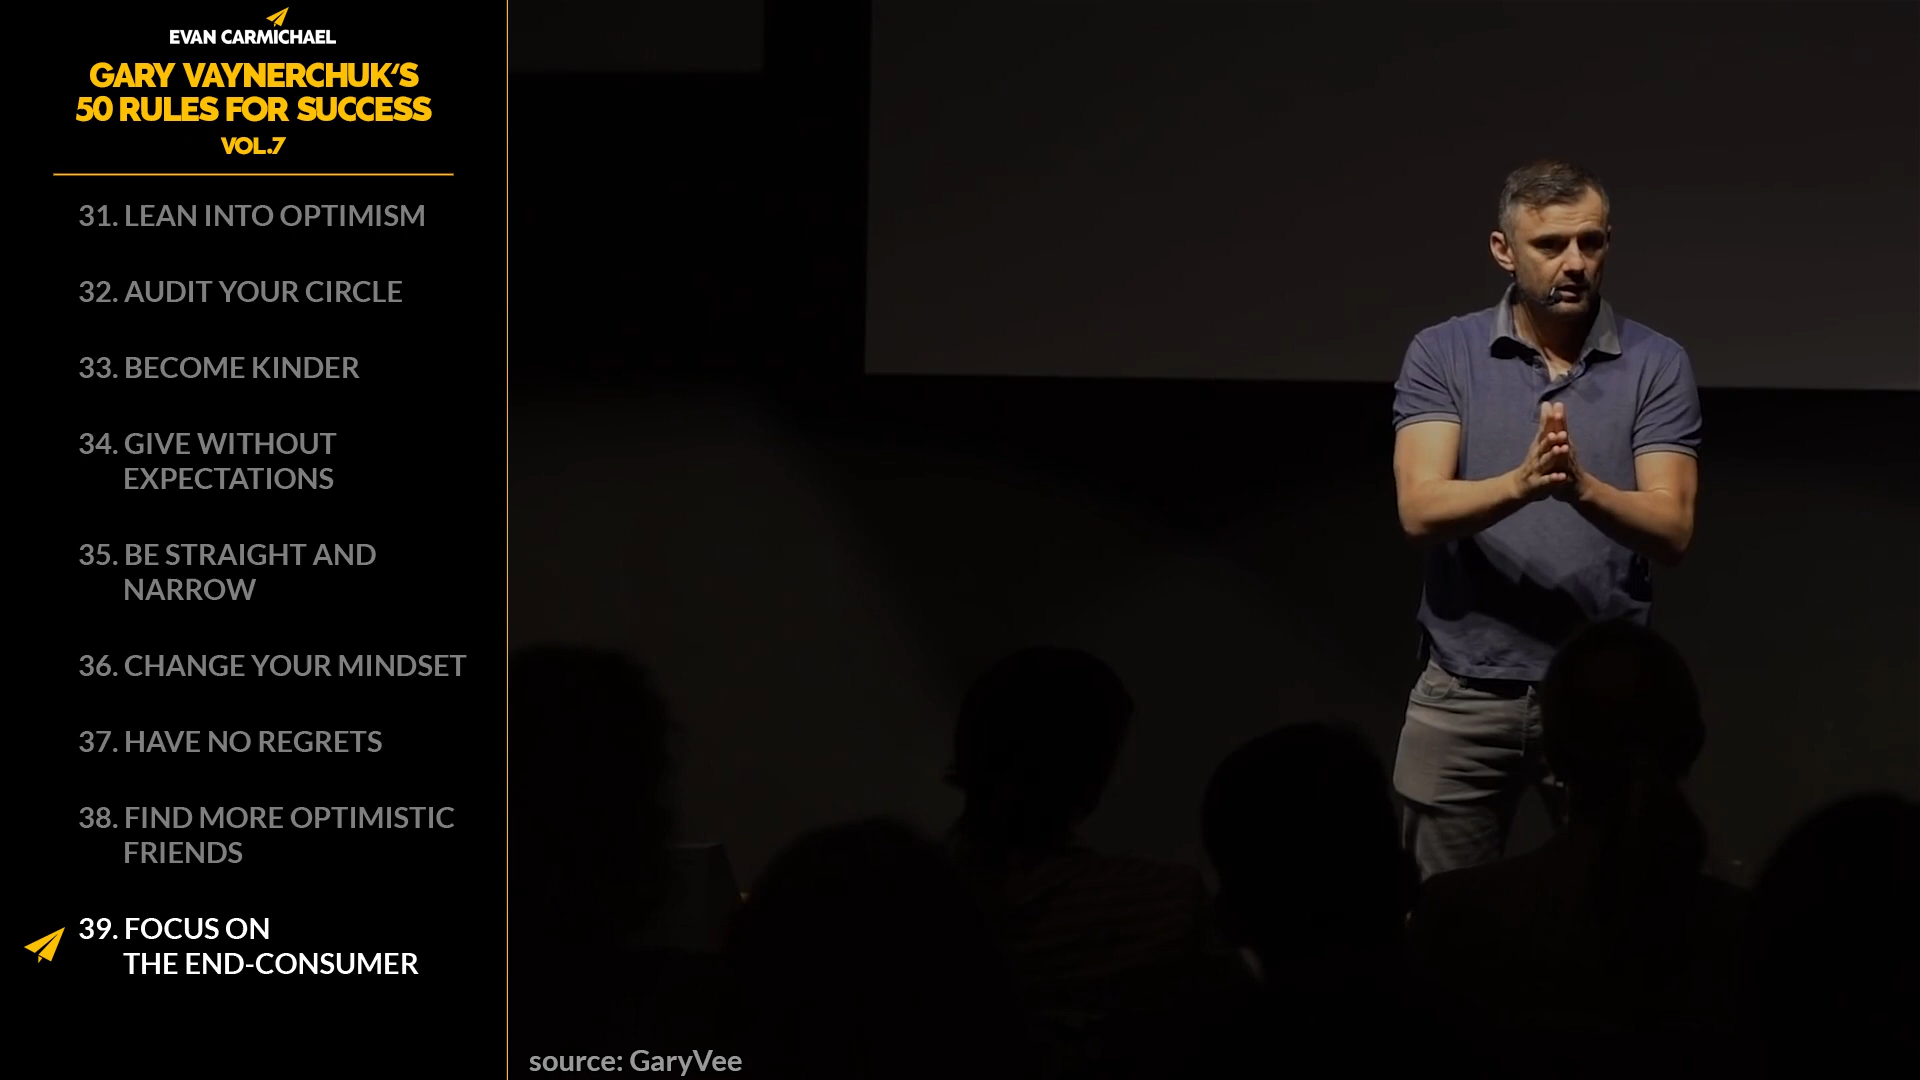 EVAN CARMICHAEL
GARY VAYNERCHUK'S
50 RULES FOR SUCCESS
VOL.7
31. LEAN INTO OPTIMISM
32. AUDIT YOUR CIRCLE
33. BECOME KINDER
34. GIVE WITHOUT
EXPECTATIONS
35. BE STRAIGHT AND
NARROW
36. CHANGE YOUR MINDSET
37. HAVE NO REGRETS
38. FIND MORE OPTIMISTIC
FRIENDS
39. FOCUS ON
THE END-CONSUMER
source: GaryVee